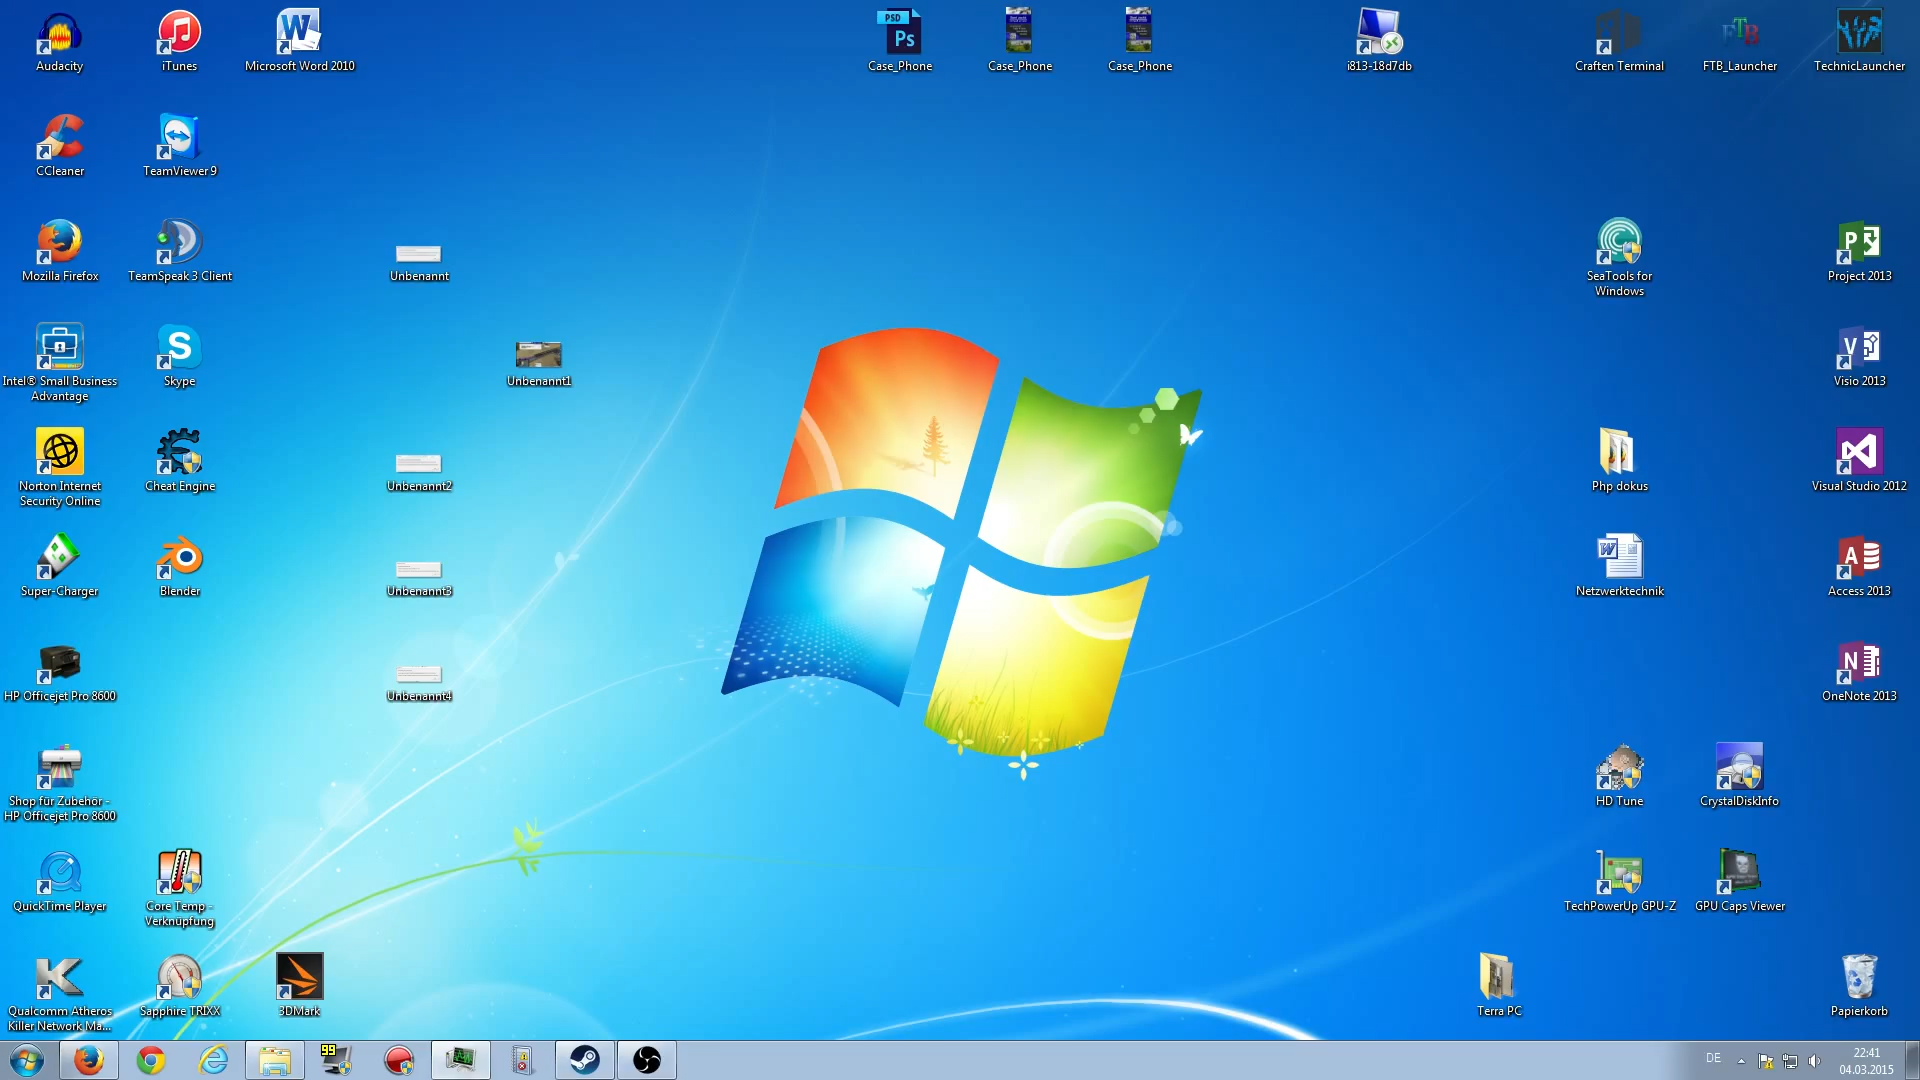 Audacity
iTunes
Microsoft Word 2010
PSD
Ps
Case_Phone
Case_Phone
Case_Phone
i813-18d7db
Craften Terminal
FTB
FTB_Launcher
TechnicLauncher
CCleaner
TeamViewer 9
Mozilla Firefox
TeamSpeak 3 Client
Unbenannt
SeaTools for
Windows
Project 2013
Intel® Small Business
Advantage
Skype
Unbenannt1
Visio 2013
Norton Internet
Security Online
Cheat Engine
Unbenannt2
Php dokus
Visual Studio 2012
Super-Charger
Blender
Unbenannt3
Netzwerktechnik
Access 2013
HP Officejet Pro 8600
Unbenannt4
OneNote 2013
Shop für Zubehör -
HP Officejet Pro 8600
HD Tune
CrystalDiskInfo
QuickTime Player
Core Temp -
Verknüpfung
TechPowerUp GPU-Z
GPU Caps Viewer
Qualcomm Atheros
Killer Network Ma...
Sapphire TRIXX
3DMark
Terra PC
Papierkorb
99
DE
22:41
04.03.2015